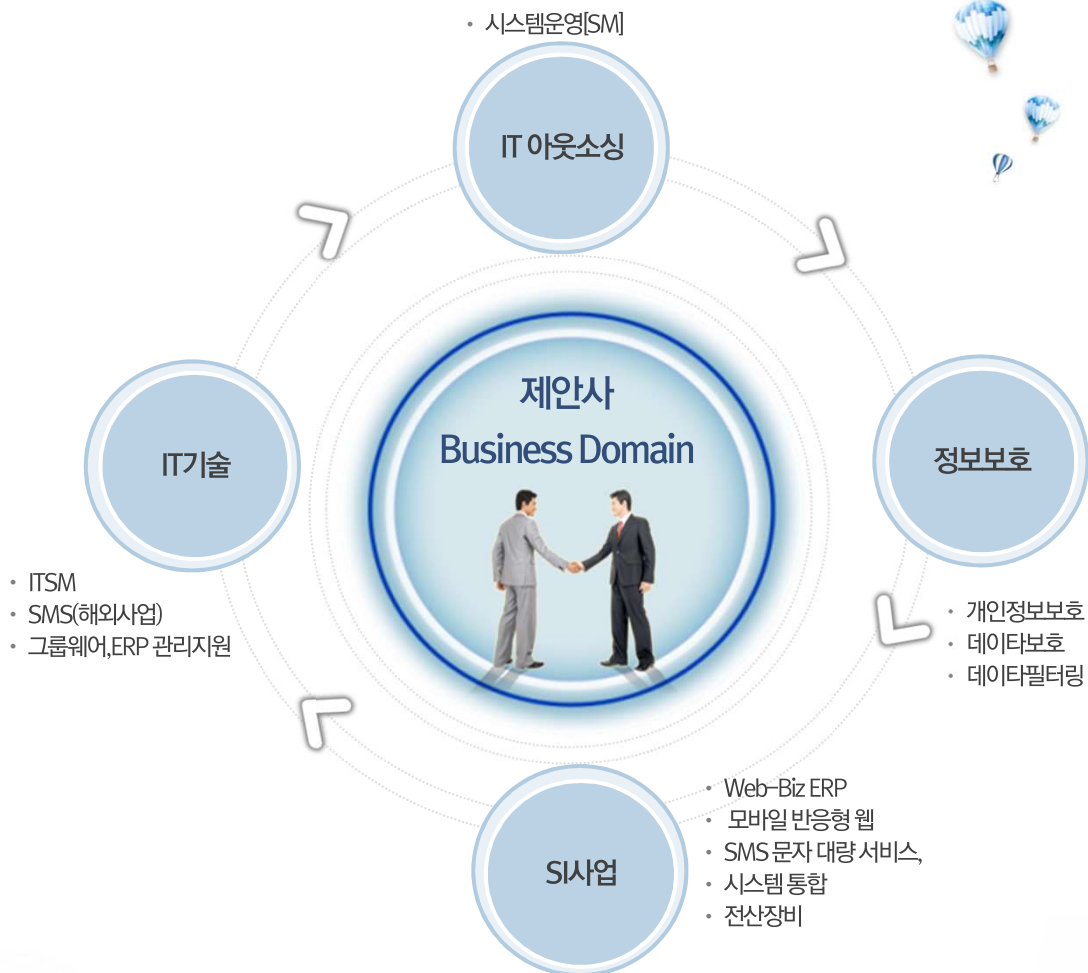 • 시스템운영[SM]
IT 아웃소싱
제안사
Business Domain
IT기술
• ITSM
• SMS(해외사업)
• 그룹웨어,ERP 관리지원
정보보호
• 개인정보보호
• 데이타보호
• 데이타필터링
SI사업
• Web-Biz ERP
• 모바일 반응형 웹
• SMS 문자 대량 서비스,
• 시스템 통합
• 전산장비